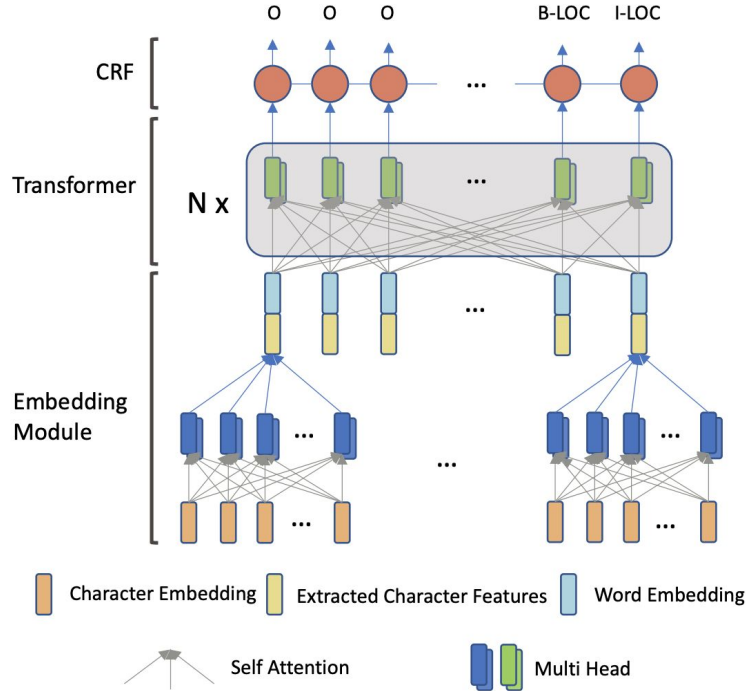 O O O B-LOC I-LOC
CRF
...
Transformer
N x
...
...
Embedding
Module
... ...
...
... ...
Character Embedding Extracted Character Features Word Embedding
Self Attention Multi Head